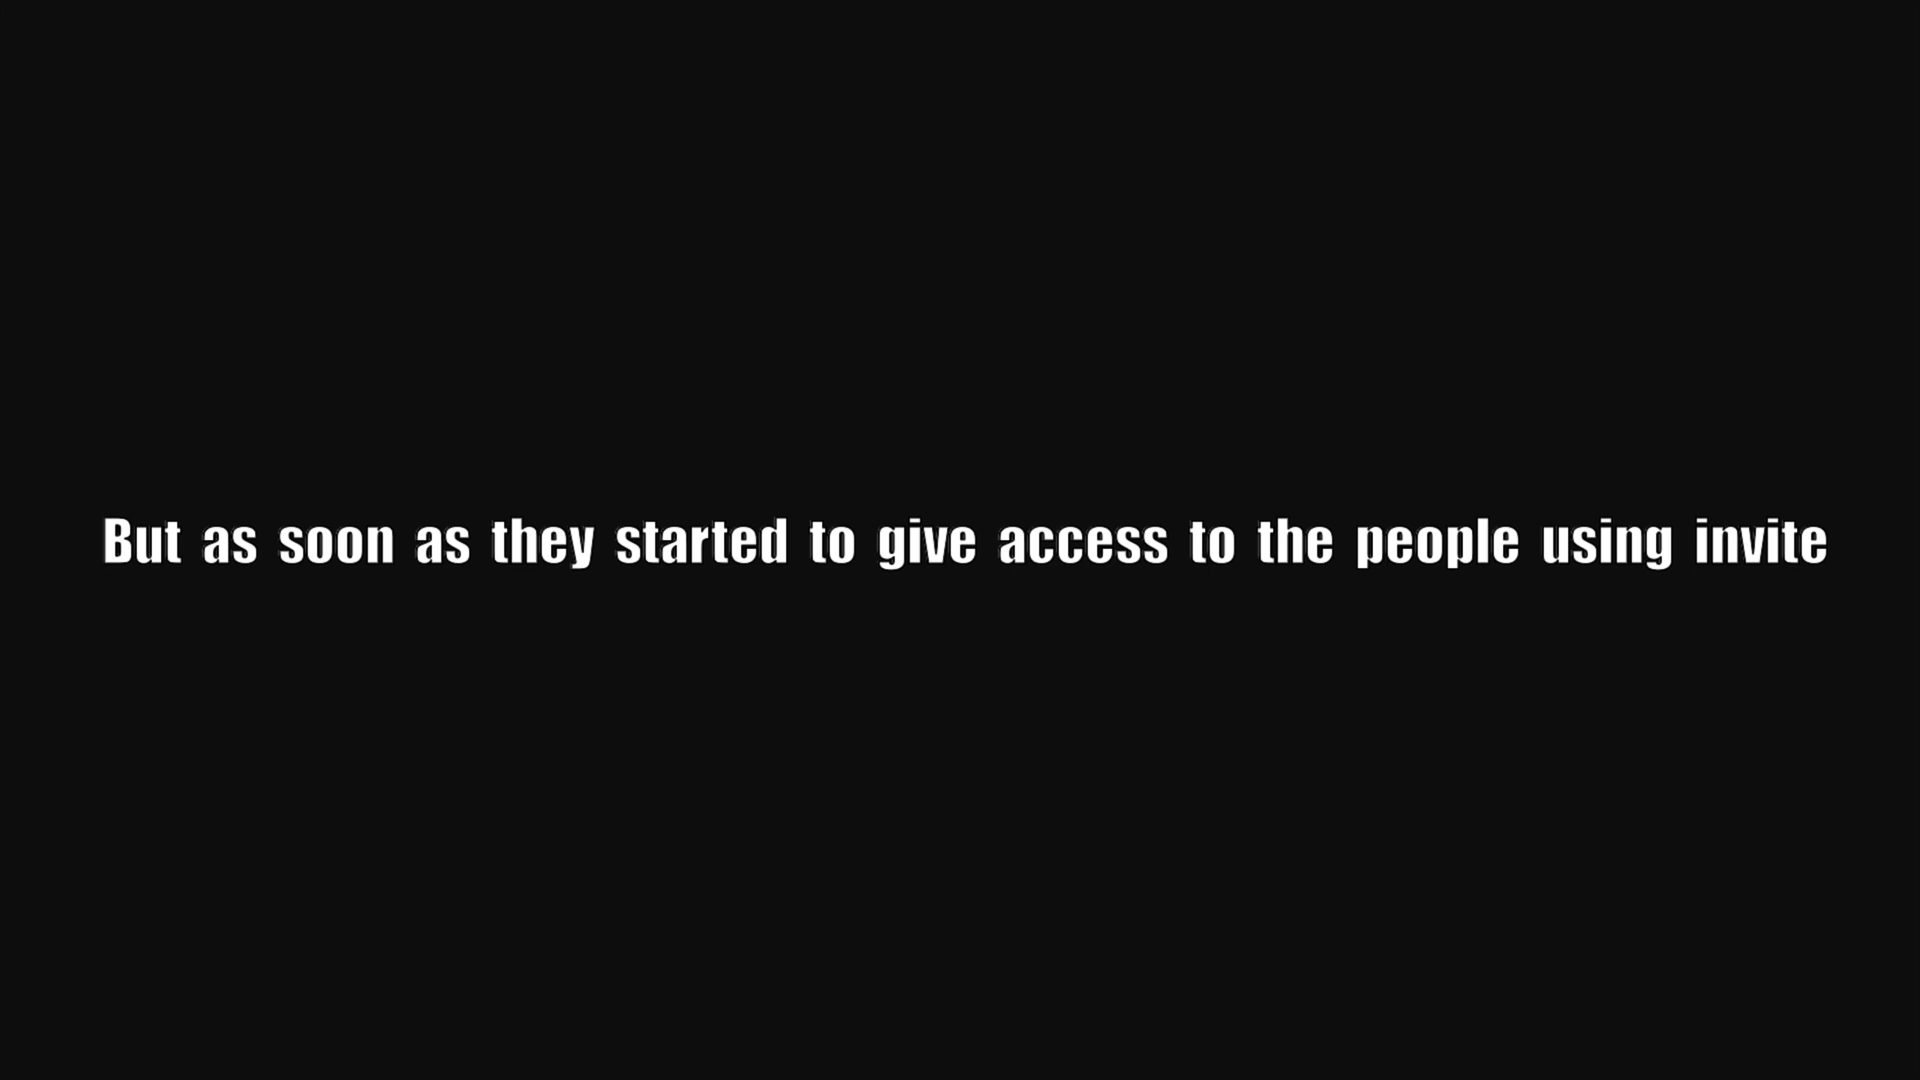 But as soon as they started to give access to the people using invite